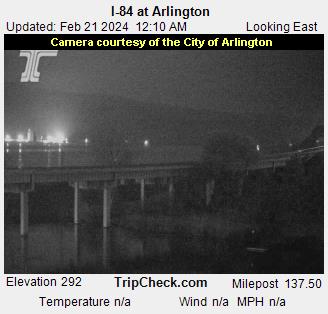 I-84 at Arlington
Updated: Feb 21 2024 12:10 AM Looking East
Camera courtesy of the City of Arlington
Elevation 292 TripCheck.com Milepost 137.50
Temperature n/a Wind n/a MPH n/a